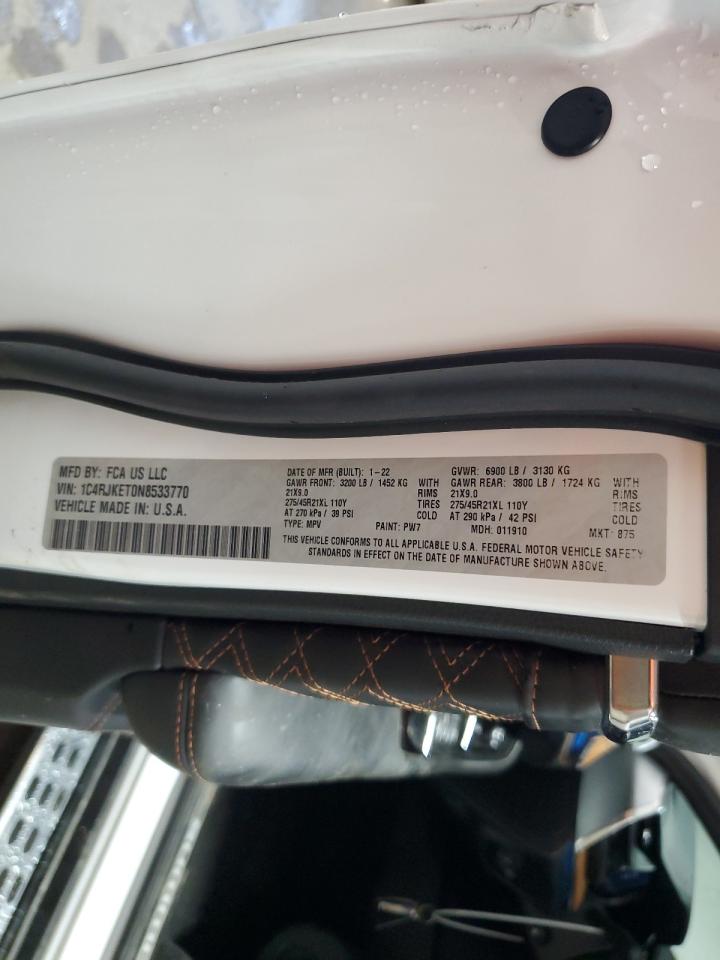 MFD BY: FCA US LLC
VIN: 1C4RJKET0N8533770
VEHICLE MADE IN: U.S.A.
DATE OF MFR (BUILT): 1-22 GVWR: 6900 LB / 3130 KG
GAWR FRONT: 3200 LB / 1452 KG WITH GAWR REAR: 3800 LB / 1724 KG WITH
21X9.0 RIMS 21X9.0 RIMS
275/45R21XL 110Y TIRES 275/45R21XL 110Y TIRES
AT 270 kPa / 39 PSI COLD AT 290 kPa / 42 PSI COLD
TYPE: MPV PAINT: PW7 MDH: 011910 MKT: 875
THIS VEHICLE CONFORMS TO ALL APPLICABLE U.S.A. FEDERAL MOTOR VEHICLE SAFETY
STANDARDS IN EFFECT ON THE DATE OF MANUFACTURE SHOWN ABOVE.